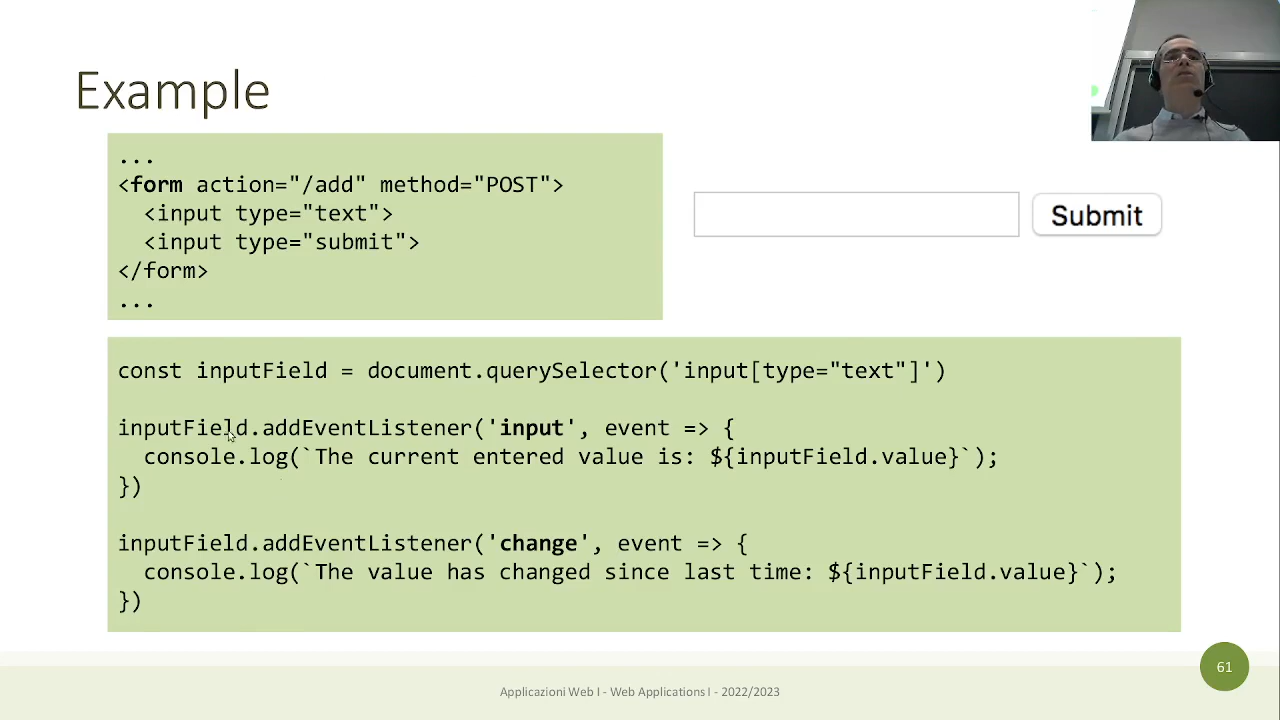 Example
...
<form action="/add" method="POST">
  <input type="text">
  <input type="submit">
</form>
...
Submit
const inputField = document.querySelector('input[type="text"]')
inputField.addEventListener('input', event => {
  console.log(`The current entered value is: ${inputField.value}`);
})
inputField.addEventListener('change', event => {
  console.log(`The value has changed since last time: ${inputField.value}`);
})
Applicazioni Web I - Web Applications I - 2022/2023
61